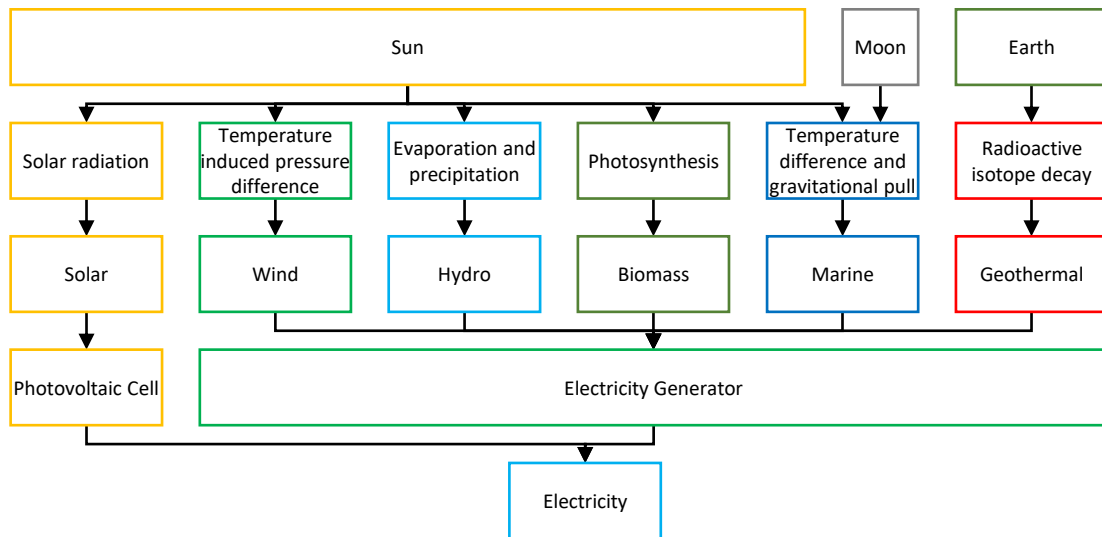 Sun
Moon
Earth
Solar radiation
Temperature
induced pressure
difference
Evaporation and
precipitation
Photosynthesis
Temperature
difference and
gravitational pull
Radioactive
isotope decay
Solar
Wind
Hydro
Biomass
Marine
Geothermal
Photovoltaic Cell
Electricity Generator
Electricity